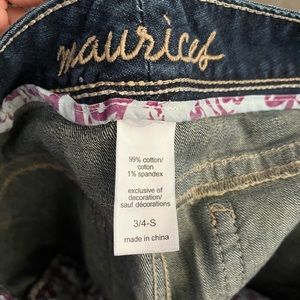 maurices
99% cotton/
coton
1% spandex
exclusive of
decoration/
sauf décorations
3/4-S
made in china